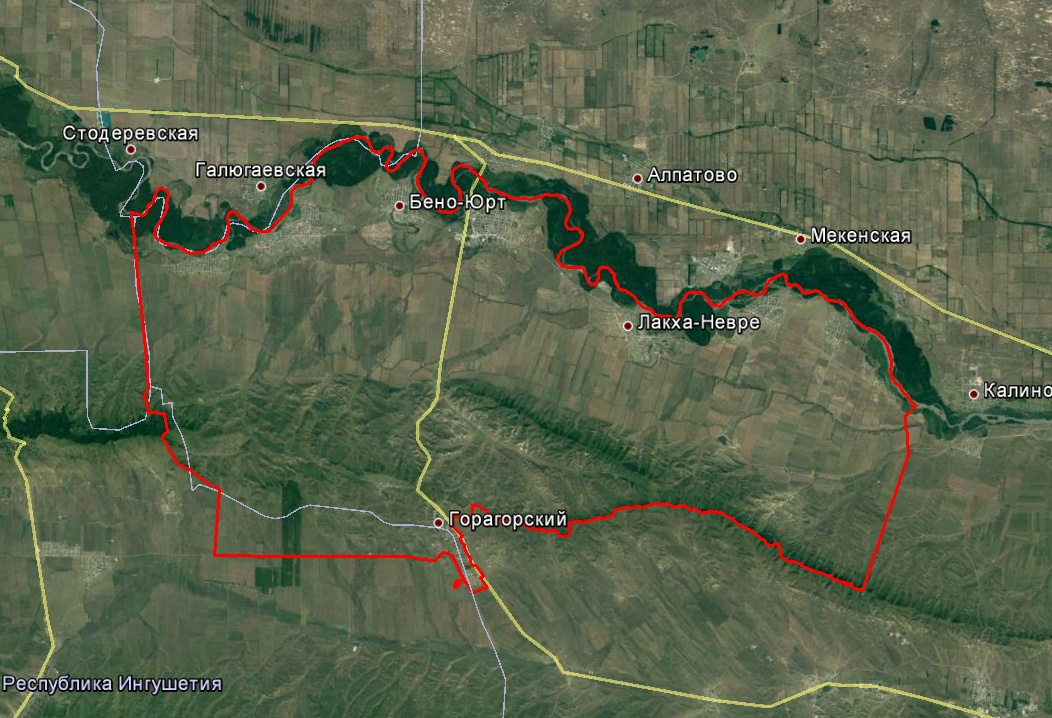 Стодеревская
Галюгаевская
Алпатово
Бено-Юрт
Мекенская
Лакха-Невре
Калино
Горагорский
Республика Ингушетия